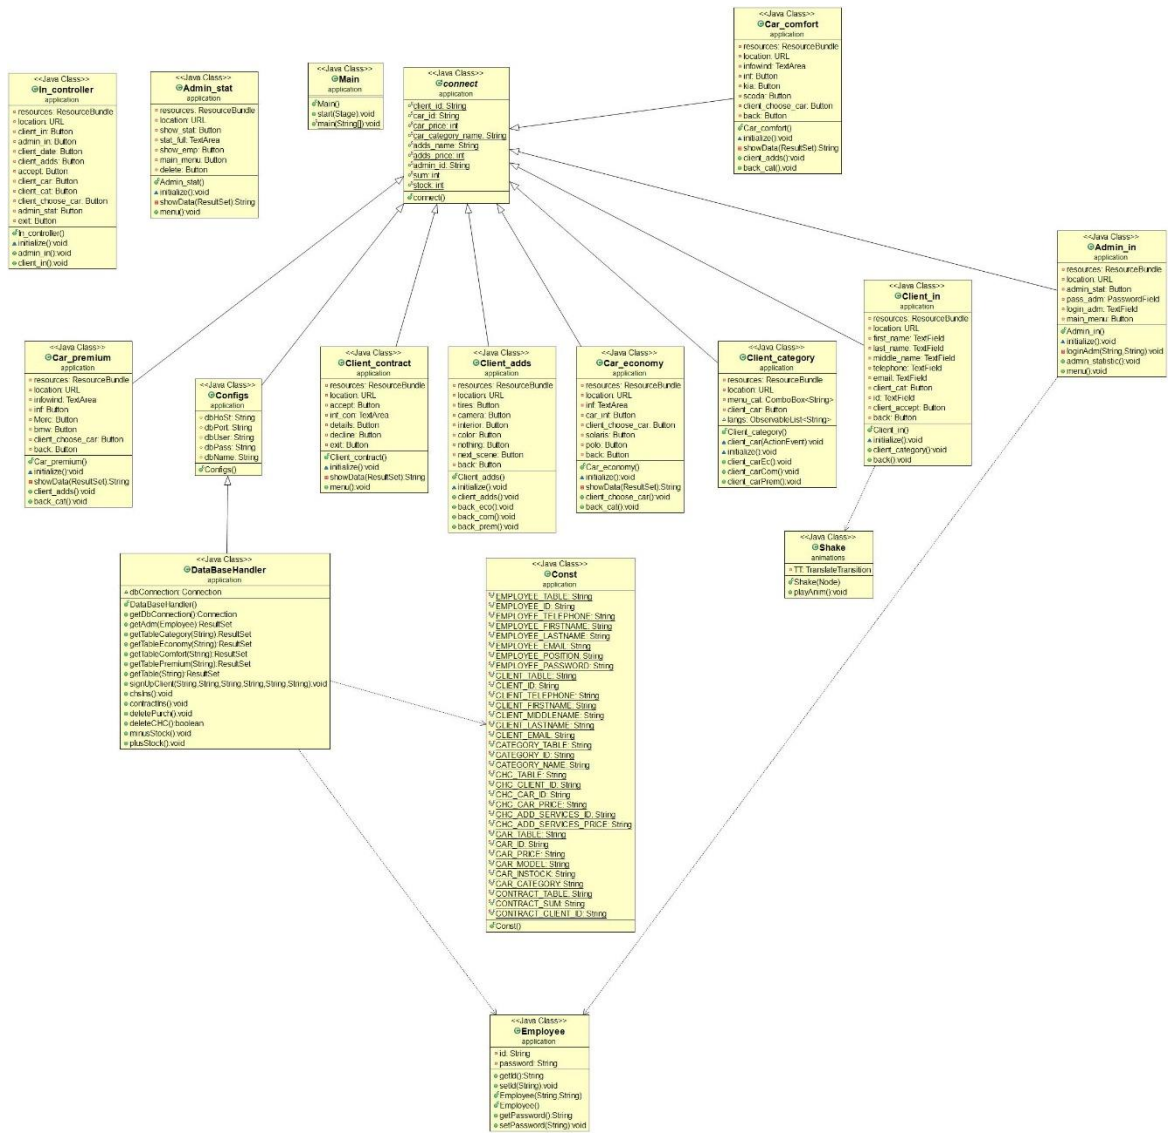 <<Java Class>>
Car_comfort
application
resources: ResourceBundle
location: URL
infowind: TextArea
inf: Button
kia: Button
scoda: Button
client_choose_car: Button
back: Button
Car_comfort()
initialize():void
showData(ResultSet):String
client_adds():void
back_cat():void
<<Java Class>>
In_controller
application
resources: ResourceBundle
location: URL
client_in: Button
admin_in: Button
client_date: Button
client_adds: Button
accept: Button
client_car: Button
client_cat: Button
client_choose_car: Button
admin_stat: Button
exit: Button
In_controller()
initialize():void
admin_in():void
client_in():void
<<Java Class>>
Admin_stat
application
resources: ResourceBundle
location: URL
show_stat: Button
stat_full: TextArea
show_emp: Button
main_menu: Button
delete: Button
Admin_stat()
initialize():void
showData(ResultSet):String
menu():void
<<Java Class>>
Main
application
Main()
start(Stage):void
main(String[]):void
<<Java Class>>
connect
application
client_id: String
car_id: String
car_price: int
car_category_name: String
adds_name: String
adds_price: int
admin_id: String
sum: int
stock: int
connect()
<<Java Class>>
Admin_in
application
resources: ResourceBundle
location: URL
admin_stat: Button
pass_adm: PasswordField
login_adm: TextField
main_menu: Button
Admin_in()
initialize():void
loginAdm(String,String):void
admin_statistic():void
menu():void
<<Java Class>>
Client_in
application
resources: ResourceBundle
location: URL
first_name: TextField
last_name: TextField
middle_name: TextField
telephone: TextField
email: TextField
client_cat: Button
id: TextField
client_accept: Button
back: Button
Client_in()
initialize():void
client_category():void
back():void
<<Java Class>>
Car_premium
application
resources: ResourceBundle
location: URL
infowind: TextArea
inf: Button
Merc: Button
bmw: Button
client_choose_car: Button
back: Button
Car_premium()
initialize():void
showData(ResultSet):String
client_adds():void
back_cat():void
<<Java Class>>
Configs
application
dbHoSt: String
dbPort: String
dbUser: String
dbPass: String
dbName: String
Configs()
<<Java Class>>
Client_contract
application
resources: ResourceBundle
location: URL
accept: Button
inf_con: TextArea
details: Button
decline: Button
exit: Button
Client_contract()
initialize():void
showData(ResultSet):String
menu():void
<<Java Class>>
Client_adds
application
resources: ResourceBundle
location: URL
tires: Button
camera: Button
interior: Button
color: Button
nothing: Button
next_scene: Button
back: Button
Client_adds()
initialize():void
client_adds():void
back_eco():void
back_com():void
back_prem():void
<<Java Class>>
Car_economy
application
resources: ResourceBundle
location: URL
inf: TextArea
car_inf: Button
client_choose_car: Button
solaris: Button
polo: Button
back: Button
Car_economy()
initialize():void
showData(ResultSet):String
client_choose_car():void
back_cat():void
<<Java Class>>
Client_category
application
resources: ResourceBundle
location: URL
menu_cat: ComboBox<String>
client_car: Button
langs: ObservableList<String>
Client_category()
client_car(ActionEvent):void
initialize():void
client_carEc():void
client_carCom():void
client_carPrem():void
<<Java Class>>
Shake
animations
TT: TranslateTransition
Shake(Node)
playAnim():void
<<Java Class>>
DataBaseHandler
application
dbConnection: Connection
DataBaseHandler()
getDbConnection():Connection
getAdm(Employee):ResultSet
getTableCategory(String):ResultSet
getTableEconomy(String):ResultSet
getTableComfort(String):ResultSet
getTablePremium(String):ResultSet
getTable(String):ResultSet
signUpClient(String,String,String,String,String,String):void
chsIns():void
contractIns():void
deletePurch():void
deleteCHC():boolean
minusStock():void
plusStock():void
<<Java Class>>
Const
application
EMPLOYEE_TABLE: String
EMPLOYEE_ID: String
EMPLOYEE_TELEPHONE: String
EMPLOYEE_FIRSTNAME: String
EMPLOYEE_LASTNAME: String
EMPLOYEE_EMAIL: String
EMPLOYEE_POSITION: String
EMPLOYEE_PASSWORD: String
CLIENT_TABLE: String
CLIENT_ID: String
CLIENT_TELEPHONE: String
CLIENT_FIRSTNAME: String
CLIENT_MIDDLENAME: String
CLIENT_LASTNAME: String
CLIENT_EMAIL: String
CATEGORY_TABLE: String
CATEGORY_ID: String
CATEGORY_NAME: String
CHC_TABLE: String
CHC_CLIENT_ID: String
CHC_CAR_ID: String
CHC_CAR_PRICE: String
CHC_ADD_SERVICES_ID: String
CHC_ADD_SERVICES_PRICE: String
CAR_TABLE: String
CAR_ID: String
CAR_PRICE: String
CAR_MODEL: String
CAR_INSTOCK: String
CAR_CATEGORY: String
CONTRACT_TABLE: String
CONTRACT_SUM: String
CONTRACT_CLIENT_ID: String
Const()
<<Java Class>>
Employee
application
id: String
password: String
getId():String
setId(String):void
Employee(String,String)
Employee()
getPassword():String
setPassword(String):void